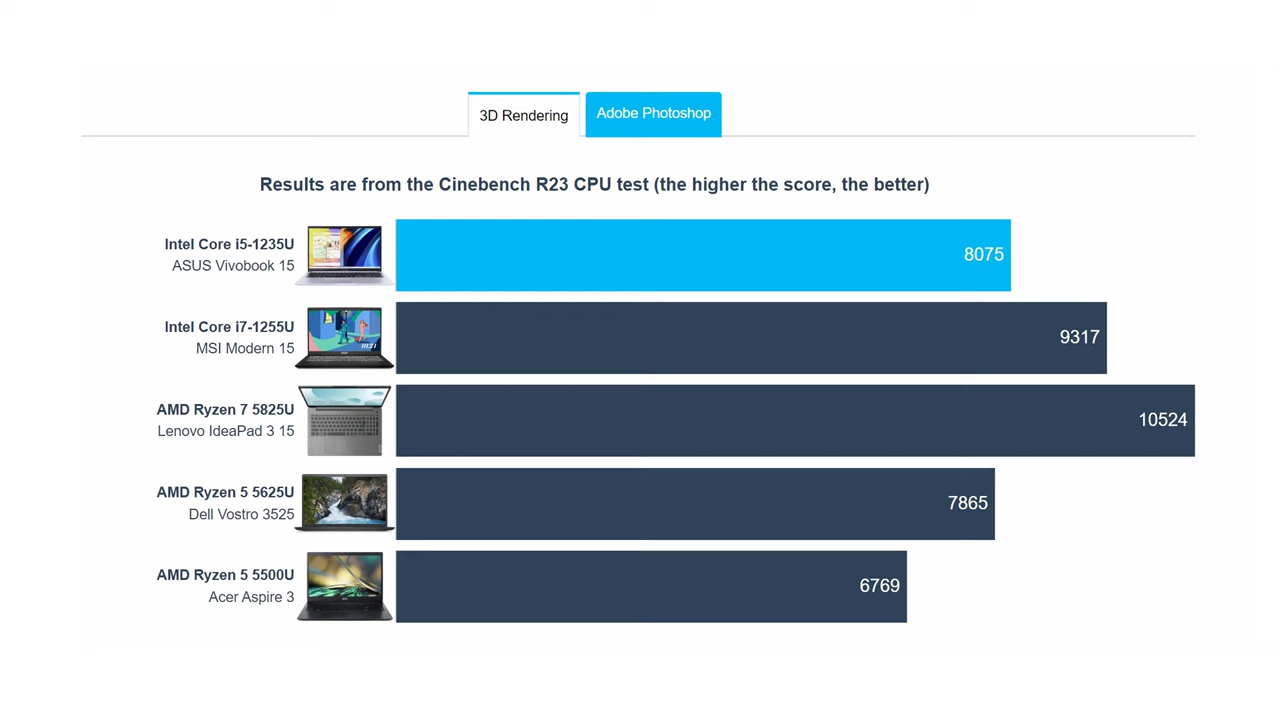 3D Rendering
Adobe Photoshop
Results are from the Cinebench R23 CPU test (the higher the score, the better)
Intel Core i5-1235U
ASUS Vivobook 15
8075
Intel Core i7-1255U
MSI Modern 15
msi
9317
AMD Ryzen 7 5825U
Lenovo IdeaPad 3 15
10524
AMD Ryzen 5 5625U
Dell Vostro 3525
7865
AMD Ryzen 5 5500U
Acer Aspire 3
6769